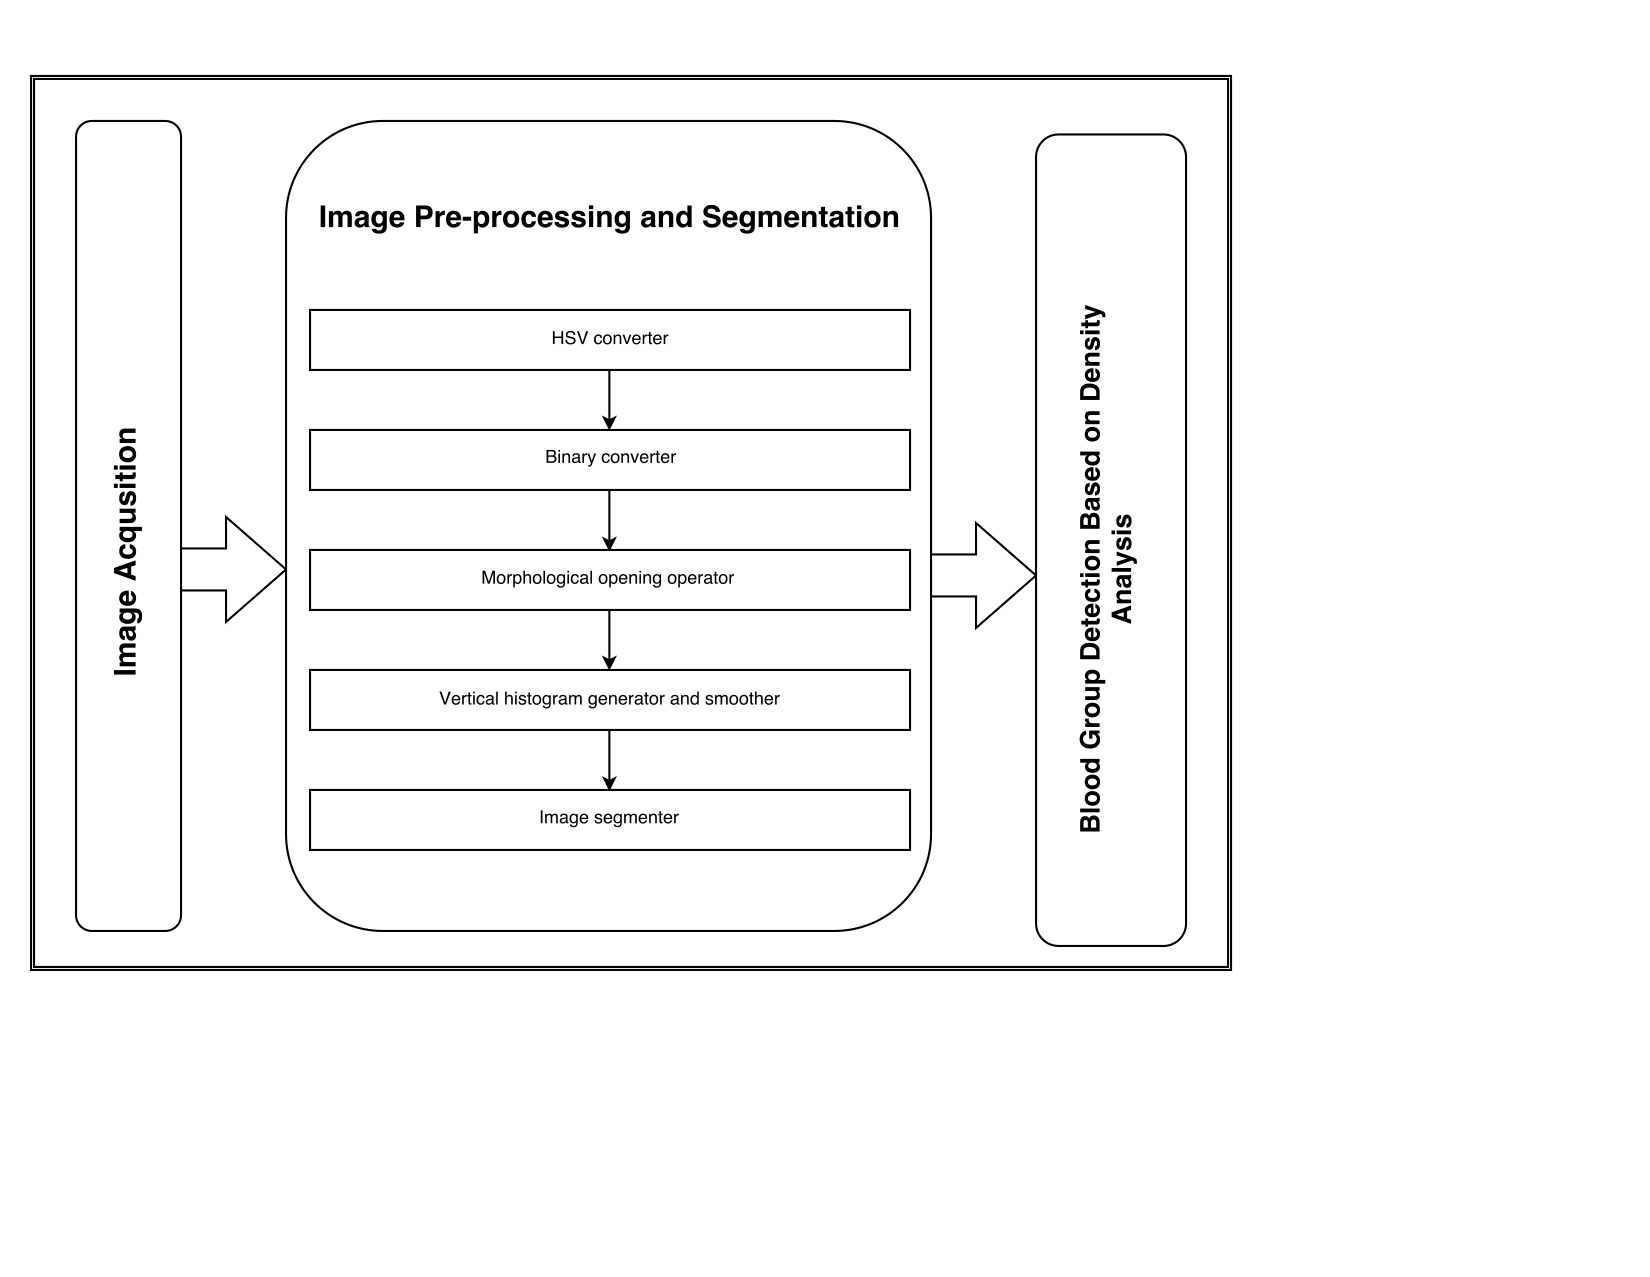 Image Acqusition
Image Pre-processing and Segmentation
HSV converter
Binary converter
Morphological opening operator
Vertical histogram generator and smoother
Image segmenter
Blood Group Detection Based on Density
Analysis